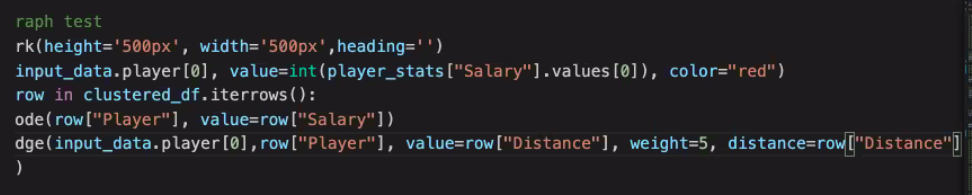 raph test
rk(height='500px', width='500px',heading='')
input_data.player[0], value=int(player_stats["Salary"].values[0]), color="red")
row in clustered_df.iterrows():
ode(row["Player"], value=row["Salary"])
dge(input_data.player[0],row["Player"], value=row["Distance"], weight=5, distance=row["Distance"]
)